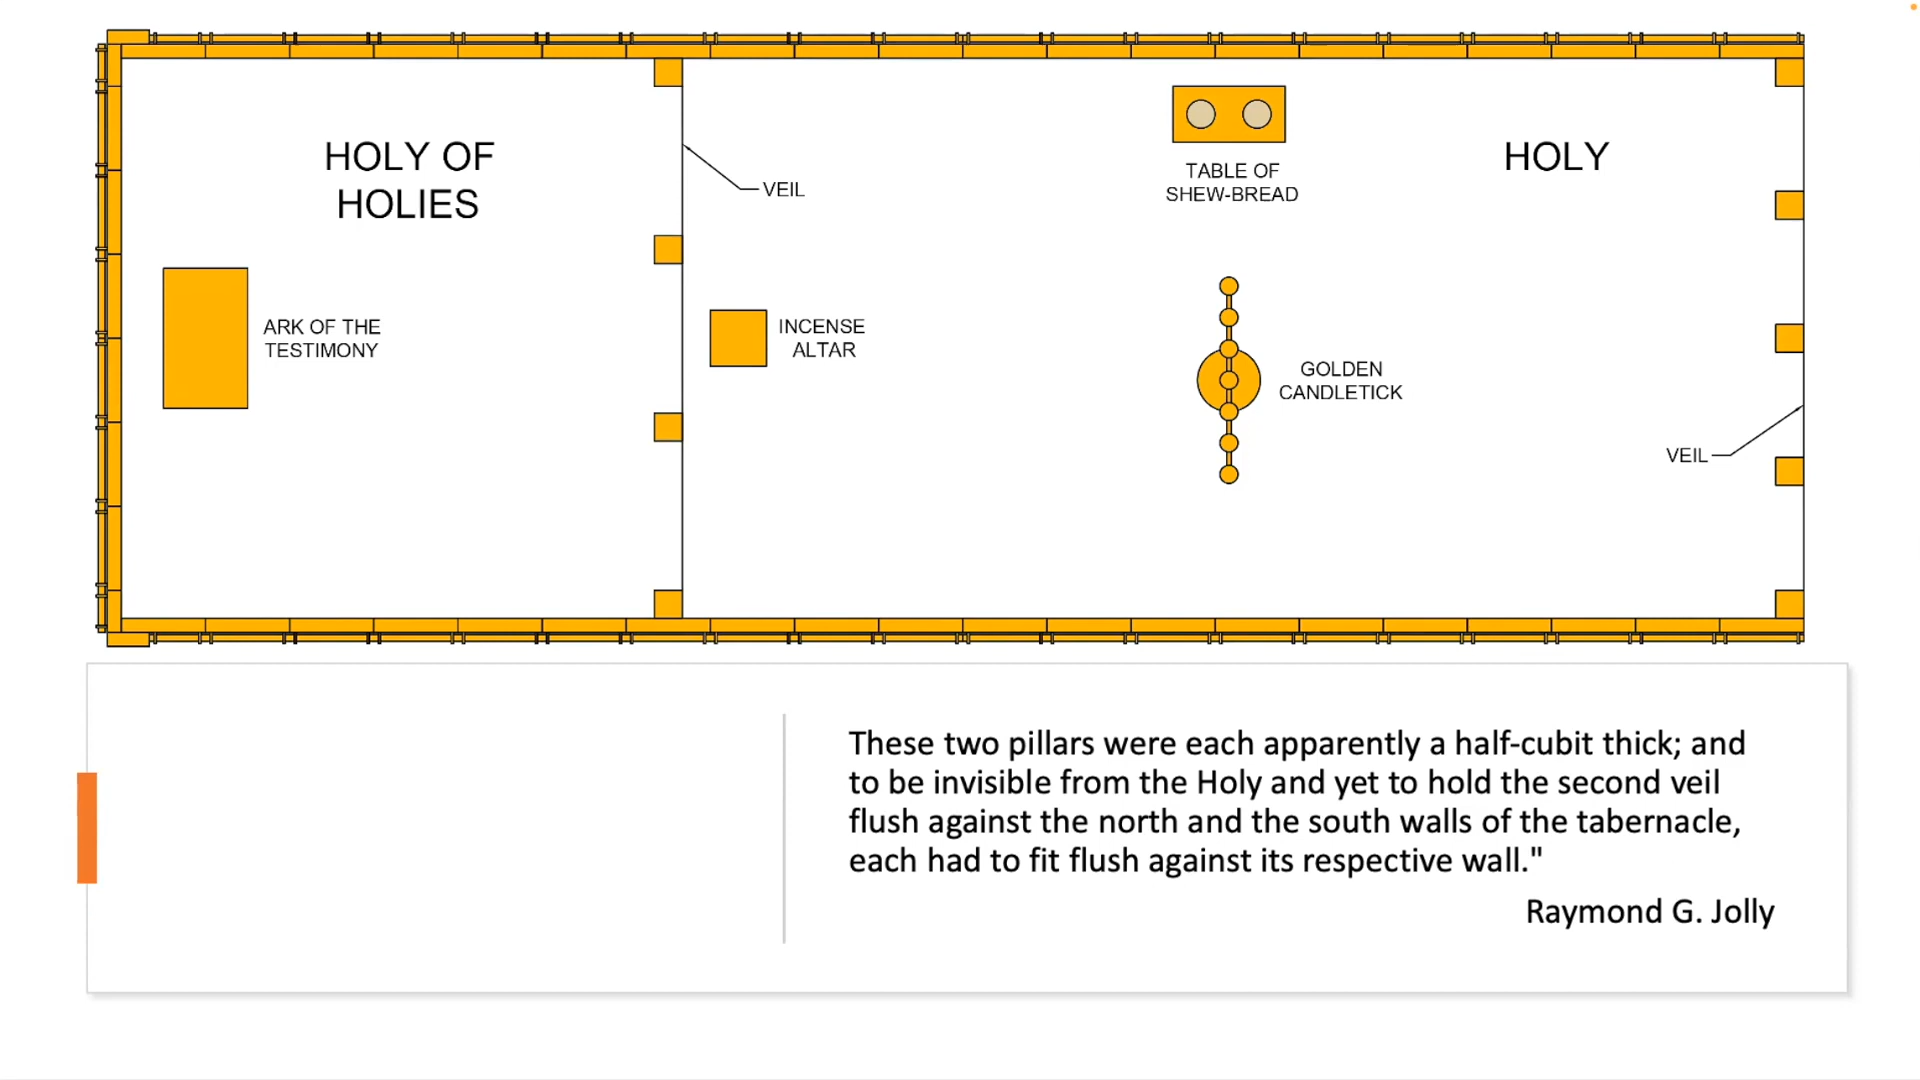 HOLY OF
HOLIES
VEIL
TABLE OF
SHEW-BREAD
HOLY
ARK OF THE
TESTIMONY
INCENSE
ALTAR
GOLDEN
CANDLETICK
VEIL
These two pillars were each apparently a half-cubit thick; and
to be invisible from the Holy and yet to hold the second veil
flush against the north and the south walls of the tabernacle,
each had to fit flush against its respective wall."
Raymond G. Jolly